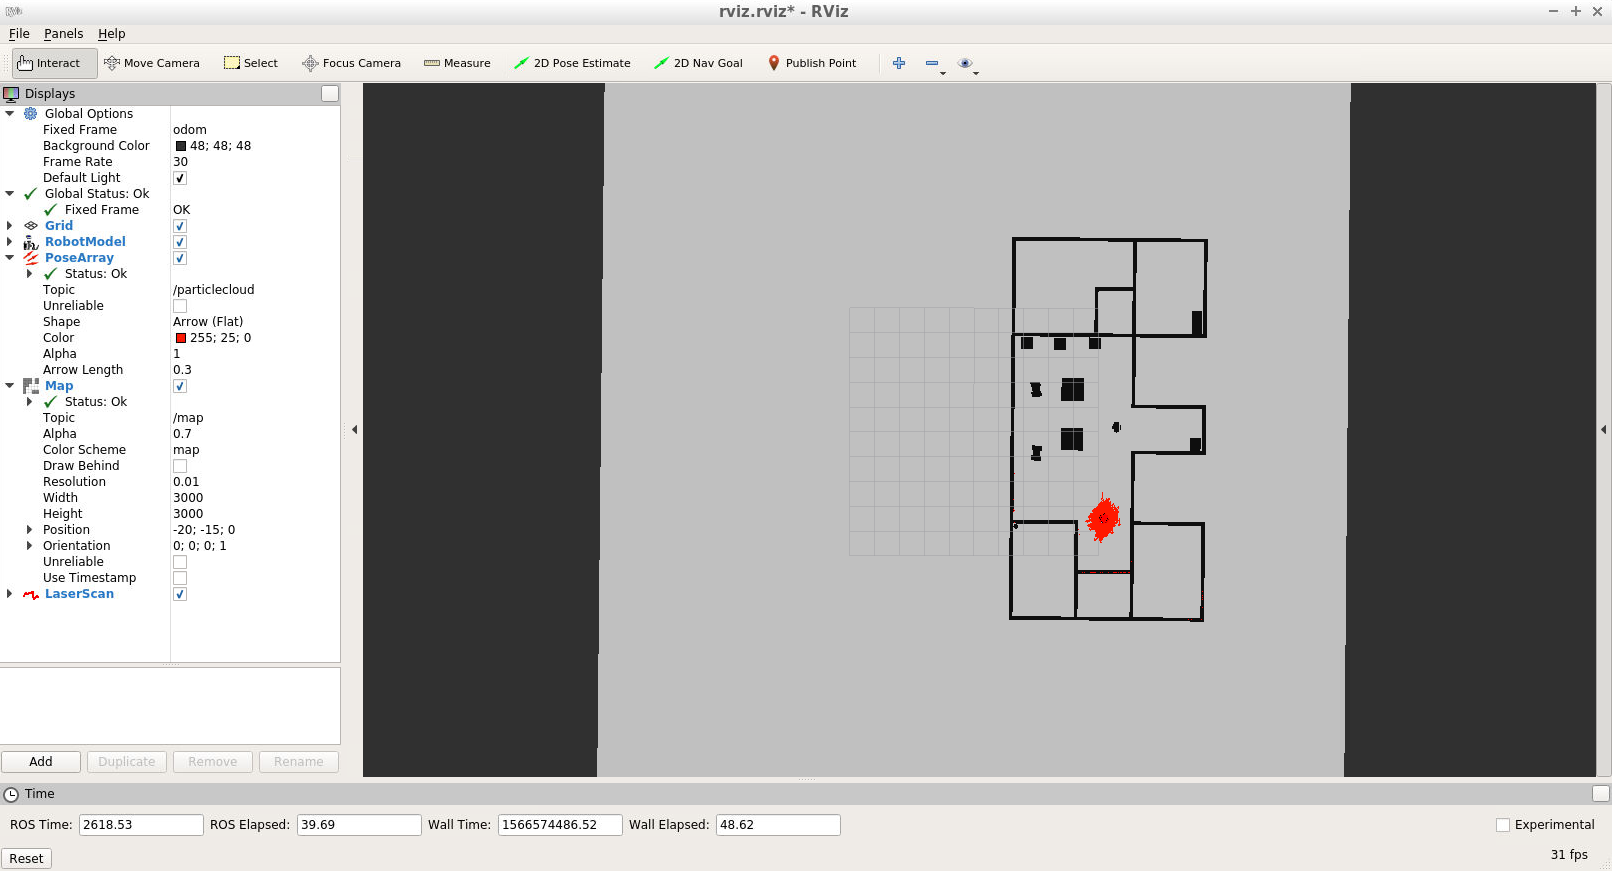 rviz.rviz* - RViz
File Panels Help
Interact Move Camera Select Focus Camera Measure 2D Pose Estimate 2D Nav Goal Publish Point
Displays
Global Options
Fixed Frame odom
Background Color 48; 48; 48
Frame Rate 30
Default Light
Global Status: Ok
Fixed Frame OK
Grid
RobotModel
PoseArray
Status: Ok
Topic /particlecloud
Unreliable
Shape Arrow (Flat)
Color 255; 25; 0
Alpha 1
Arrow Length 0.3
Map
Status: Ok
Topic /map
Alpha 0.7
Color Scheme map
Draw Behind
Resolution 0.01
Width 3000
Height 3000
Position -20; -15; 0
Orientation 0; 0; 0; 1
Unreliable
Use Timestamp
LaserScan
Add Duplicate Remove Rename
Time
ROS Time: 2618.53 ROS Elapsed: 39.69 Wall Time: 1566574486.52 Wall Elapsed: 48.62 Experimental
Reset 31 fps